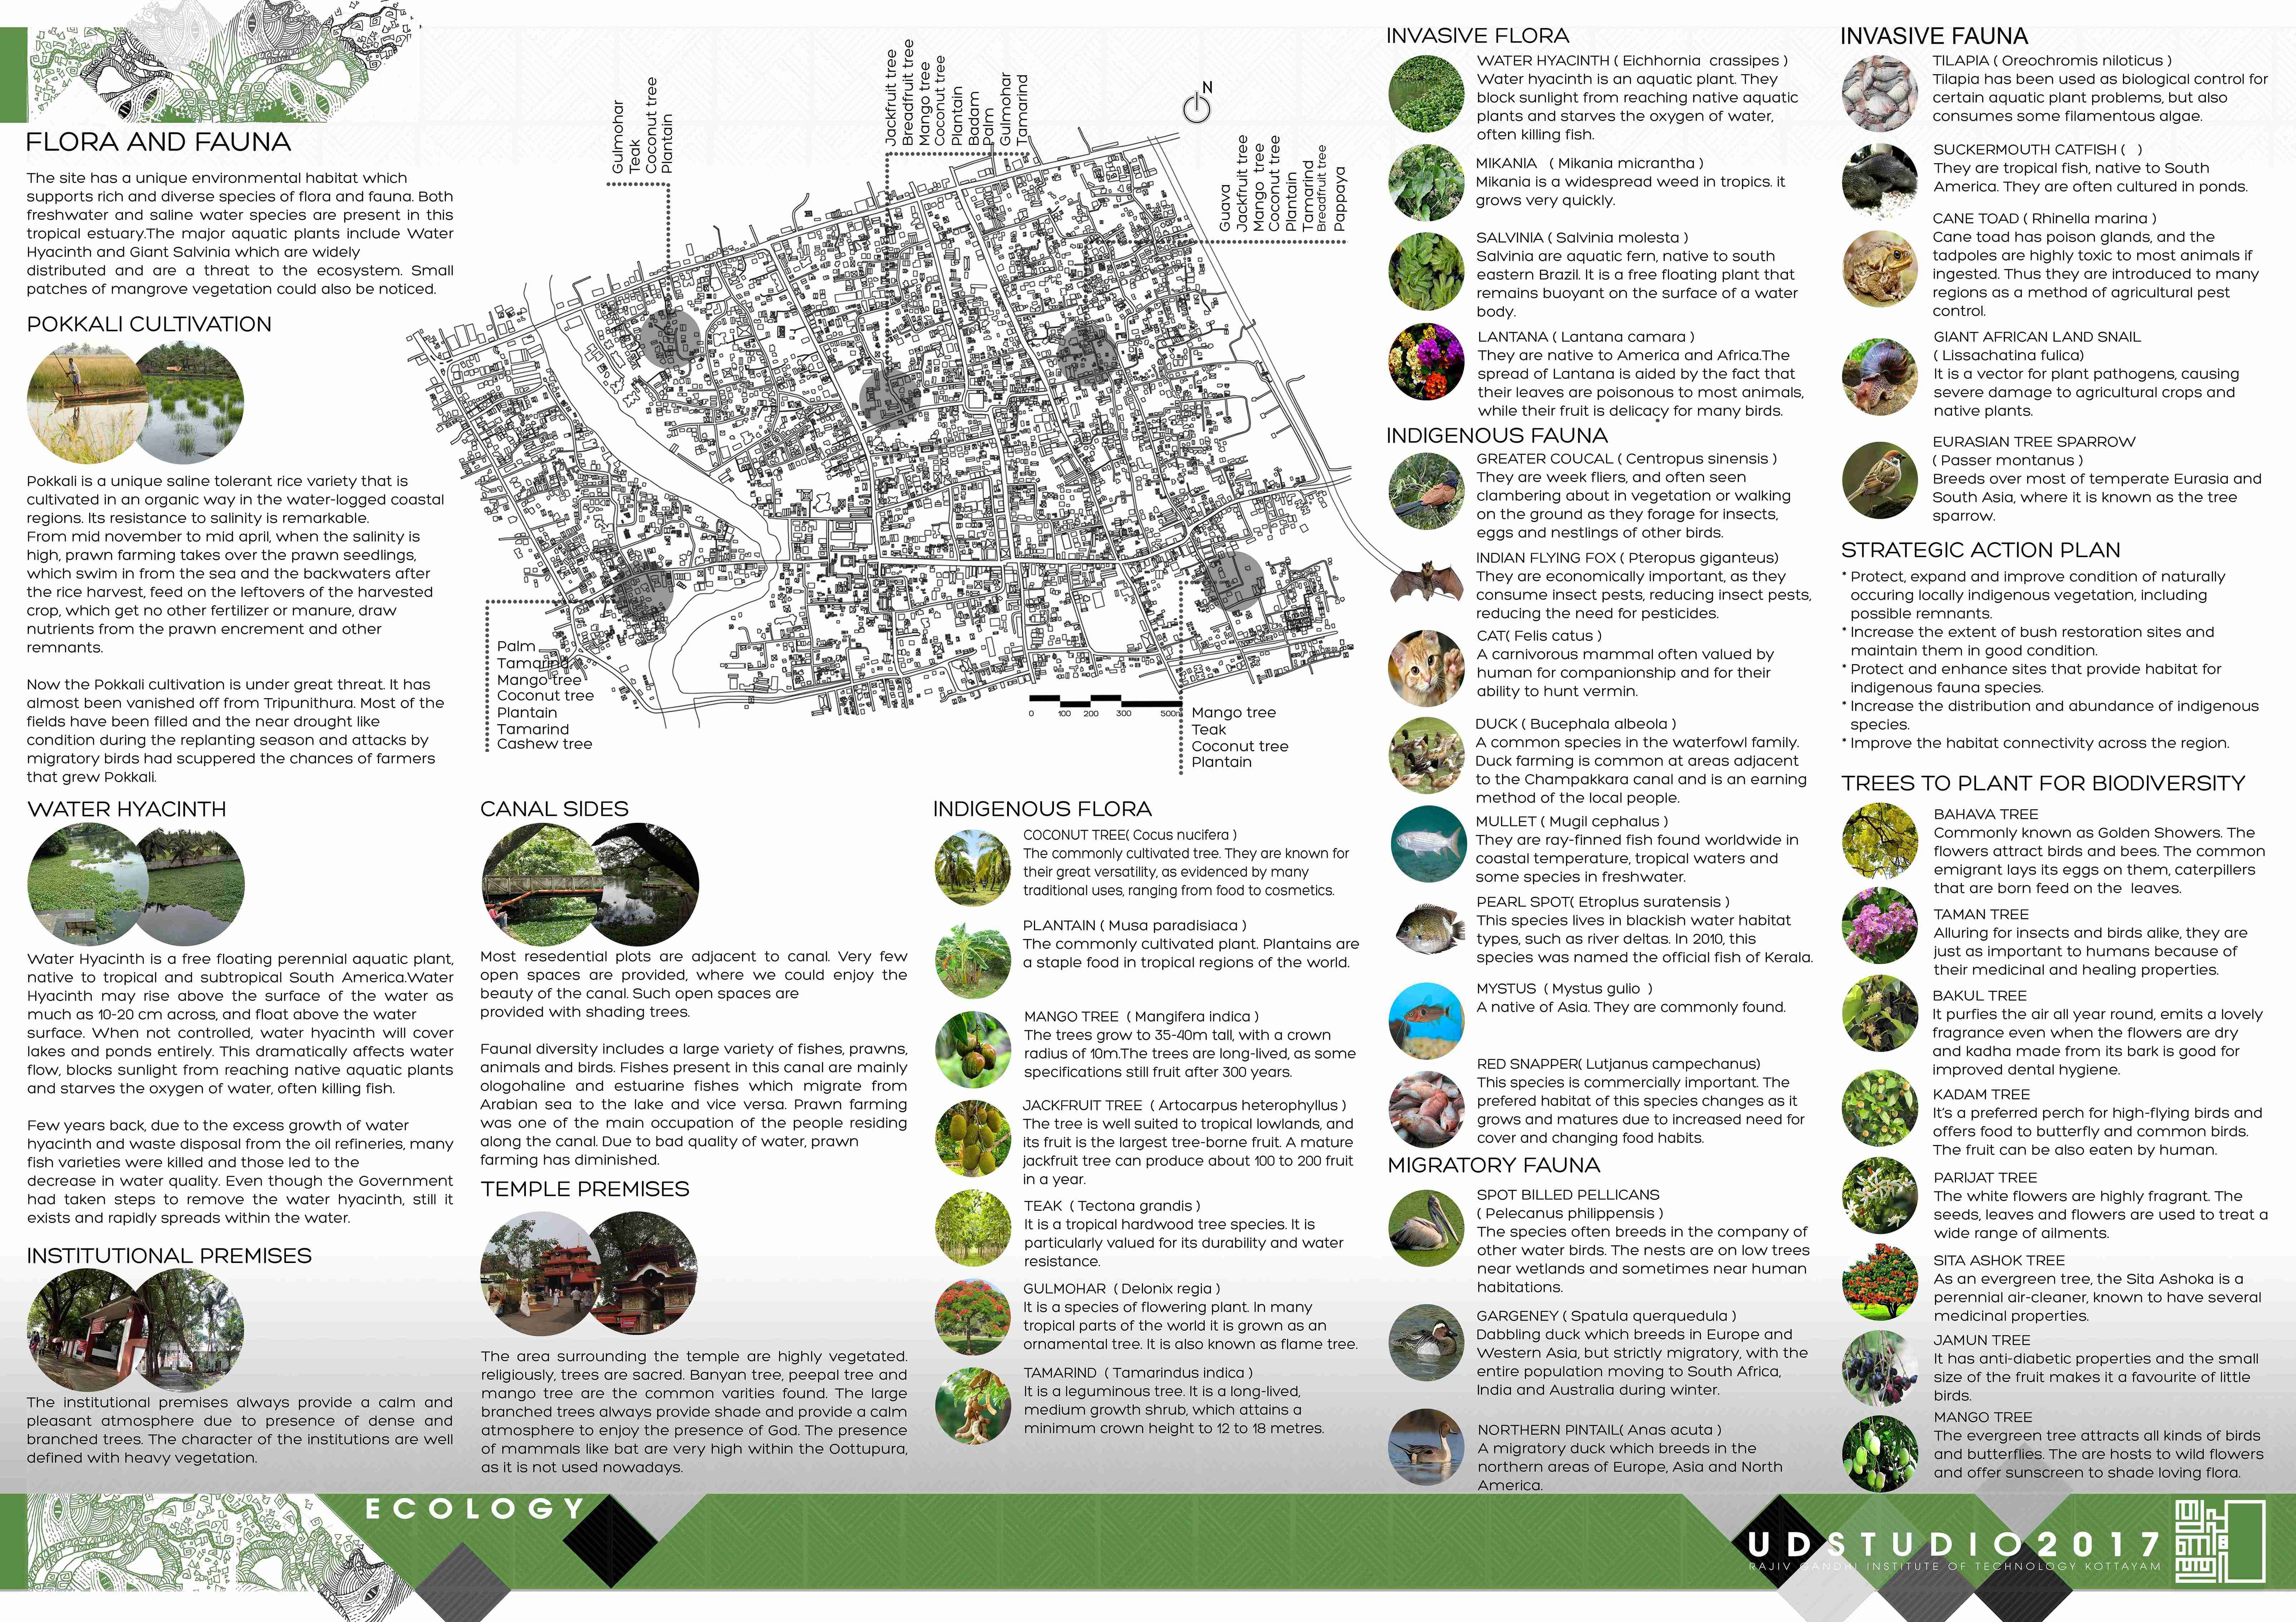 FLORA AND FAUNA
The site has a unique environmental habitat which
supports rich and diverse species of flora and fauna. Both
freshwater and saline water species are present in this
tropical estuary.The major aquatic plants include Water
Hyacinth and Giant Salvinia which are widely
distributed and are a threat to the ecosystem. Small
patches of mangrove vegetation could also be noticed.
POKKALI CULTIVATION
Pokkali is a unique saline tolerant rice variety that is
cultivated in an organic way in the water-logged coastal
regions. Its resistance to salinity is remarkable.
From mid november to mid april, when the salinity is
high, prawn farming takes over the prawn seedlings,
which swim in from the sea and the backwaters after
the rice harvest, feed on the leftovers of the harvested
crop, which get no other fertilizer or manure, draw
nutrients from the prawn encrement and other
remnants.
Now the Pokkali cultivation is under great threat. It has
almost been vanished off from Tripunithura. Most of the
fields have been filled and the near drought like
condition during the replanting season and attacks by
migratory birds had scuppered the chances of farmers
that grew Pokkali.
WATER HYACINTH
Water Hyacinth is a free floating perennial aquatic plant,
native to tropical and subtropical South America.Water
Hyacinth may rise above the surface of the water as
much as 10-20 cm across, and float above the water
surface. When not controlled, water hyacinth will cover
lakes and ponds entirely. This dramatically affects water
flow, blocks sunlight from reaching native aquatic plants
and starves the oxygen of water, often killing fish.
Few years back, due to the excess growth of water
hyacinth and waste disposal from the oil refineries, many
fish varieties were killed and those led to the
decrease in water quality. Even though the Government
had taken steps to remove the water hyacinth, still it
exists and rapidly spreads within the water.
INSTITUTIONAL PREMISES
The institutional premises always provide a calm and
pleasant atmosphere due to presence of dense and
branched trees. The character of the institutions are well
defined with heavy vegetation.
Gulmohar
Teak
Coconut tree
Plantain
Jackfruit tree
Breadfruit tree
Mango tree
Coconut tree
Plantain
Badam
Palm
Gulmohar
Tamarind
N
Guava
Jackfruit tree
Mango tree
Coconut tree
Plantain
Tamarind
Breadfruit tree
Pappaya
Palm
Tamarind
Mango tree
Coconut tree
Plantain
Tamarind
Cashew tree
0 100 200 300 500m
Mango tree
Teak
Coconut tree
Plantain
CANAL SIDES
Most resedential plots are adjacent to canal. Very few
open spaces are provided, where we could enjoy the
beauty of the canal. Such open spaces are
provided with shading trees.
Faunal diversity includes a large variety of fishes, prawns,
animals and birds. Fishes present in this canal are mainly
ologohaline and estuarine fishes which migrate from
Arabian sea to the lake and vice versa. Prawn farming
was one of the main occupation of the people residing
along the canal. Due to bad quality of water, prawn
farming has diminished.
TEMPLE PREMISES
The area surrounding the temple are highly vegetated.
religiously, trees are sacred. Banyan tree, peepal tree and
mango tree are the common varities found. The large
branched trees always provide shade and provide a calm
atmosphere to enjoy the presence of God. The presence
of mammals like bat are very high within the Oottupura,
as it is not used nowadays.
INDIGENOUS FLORA
COCONUT TREE( Cocus nucifera )
The commonly cultivated tree. They are known for
their great versatility, as evidenced by many
traditional uses, ranging from food to cosmetics.
PLANTAIN ( Musa paradisiaca )
The commonly cultivated plant. Plantains are
a staple food in tropical regions of the world.
MANGO TREE ( Mangifera indica )
The trees grow to 35-40m tall, with a crown
radius of 10m.The trees are long-lived, as some
specifications still fruit after 300 years.
JACKFRUIT TREE ( Artocarpus heterophyllus )
The tree is well suited to tropical lowlands, and
its fruit is the largest tree-borne fruit. A mature
jackfruit tree can produce about 100 to 200 fruit
in a year.
TEAK ( Tectona grandis )
It is a tropical hardwood tree species. It is
particularly valued for its durability and water
resistance.
GULMOHAR ( Delonix regia )
It is a species of flowering plant. In many
tropical parts of the world it is grown as an
ornamental tree. It is also known as flame tree.
TAMARIND ( Tamarindus indica )
It is a leguminous tree. It is a long-lived,
medium growth shrub, which attains a
minimum crown height to 12 to 18 metres.
INVASIVE FLORA
WATER HYACINTH ( Eichhornia crassipes )
Water hyacinth is an aquatic plant. They
block sunlight from reaching native aquatic
plants and starves the oxygen of water,
often killing fish.
MIKANIA ( Mikania micrantha )
Mikania is a widespread weed in tropics. it
grows very quickly.
SALVINIA ( Salvinia molesta )
Salvinia are aquatic fern, native to south
eastern Brazil. It is a free floating plant that
remains buoyant on the surface of a water
body.
LANTANA ( Lantana camara )
They are native to America and Africa.The
spread of Lantana is aided by the fact that
their leaves are poisonous to most animals,
while their fruit is delicacy for many birds.
INDIGENOUS FAUNA
GREATER COUCAL ( Centropus sinensis )
They are week fliers, and often seen
clambering about in vegetation or walking
on the ground as they forage for insects,
eggs and nestlings of other birds.
INDIAN FLYING FOX ( Pteropus giganteus)
They are economically important, as they
consume insect pests, reducing insect pests,
reducing the need for pesticides.
CAT( Felis catus )
A carnivorous mammal often valued by
human for companionship and for their
ability to hunt vermin.
DUCK ( Bucephala albeola )
A common species in the waterfowl family.
Duck farming is common at areas adjacent
to the Champakkara canal and is an earning
method of the local people.
MULLET ( Mugil cephalus )
They are ray-finned fish found worldwide in
coastal temperature, tropical waters and
some species in freshwater.
PEARL SPOT( Etroplus suratensis )
This species lives in blackish water habitat
types, such as river deltas. In 2010, this
species was named the official fish of Kerala.
MYSTUS ( Mystus gulio )
A native of Asia. They are commonly found.
RED SNAPPER( Lutjanus campechanus)
This species is commercially important. The
prefered habitat of this species changes as it
grows and matures due to increased need for
cover and changing food habits.
MIGRATORY FAUNA
SPOT BILLED PELLICANS
( Pelecanus philippensis )
The species often breeds in the company of
other water birds. The nests are on low trees
near wetlands and sometimes near human
habitations.
GARGENEY ( Spatula querquedula )
Dabbling duck which breeds in Europe and
Western Asia, but strictly migratory, with the
entire population moving to South Africa,
India and Australia during winter.
NORTHERN PINTAIL( Anas acuta )
A migratory duck which breeds in the
northern areas of Europe, Asia and North
America.
INVASIVE FAUNA
TILAPIA ( Oreochromis niloticus )
Tilapia has been used as biological control for
certain aquatic plant problems, but also
consumes some filamentous algae.
SUCKERMOUTH CATFISH ( )
They are tropical fish, native to South
America. They are often cultured in ponds.
CANE TOAD ( Rhinella marina )
Cane toad has poison glands, and the
tadpoles are highly toxic to most animals if
ingested. Thus they are introduced to many
regions as a method of agricultural pest
control.
GIANT AFRICAN LAND SNAIL
( Lissachatina fulica)
It is a vector for plant pathogens, causing
severe damage to agricultural crops and
native plants.
EURASIAN TREE SPARROW
( Passer montanus )
Breeds over most of temperate Eurasia and
South Asia, where it is known as the tree
sparrow.
STRATEGIC ACTION PLAN
* Protect, expand and improve condition of naturally
occuring locally indigenous vegetation, including
possible remnants.
* Increase the extent of bush restoration sites and
maintain them in good condition.
* Protect and enhance sites that provide habitat for
indigenous fauna species.
* Increase the distribution and abundance of indigenous
species.
* Improve the habitat connectivity across the region.
TREES TO PLANT FOR BIODIVERSITY
BAHAVA TREE
Commonly known as Golden Showers. The
flowers attract birds and bees. The common
emigrant lays its eggs on them, caterpillers
that are born feed on the leaves.
TAMAN TREE
Alluring for insects and birds alike, they are
just as important to humans because of
their medicinal and healing properties.
BAKUL TREE
It purfies the air all year round, emits a lovely
fragrance even when the flowers are dry
and kadha made from its bark is good for
improved dental hygiene.
KADAM TREE
It's a preferred perch for high-flying birds and
offers food to butterfly and common birds.
The fruit can be also eaten by human.
PARIJAT TREE
The white flowers are highly fragrant. The
seeds, leaves and flowers are used to treat a
wide range of ailments.
SITA ASHOK TREE
As an evergreen tree, the Sita Ashoka is a
perennial air-cleaner, known to have several
medicinal properties.
JAMUN TREE
It has anti-diabetic properties and the small
size of the fruit makes it a favourite of little
birds.
MANGO TREE
The evergreen tree attracts all kinds of birds
and butterflies. The are hosts to wild flowers
and offer sunscreen to shade loving flora.
ECOLOGY
UDSTUDIO2017
RAJIV GANDHI INSTITUTE OF TECHNOLOGY KOTTAYAM